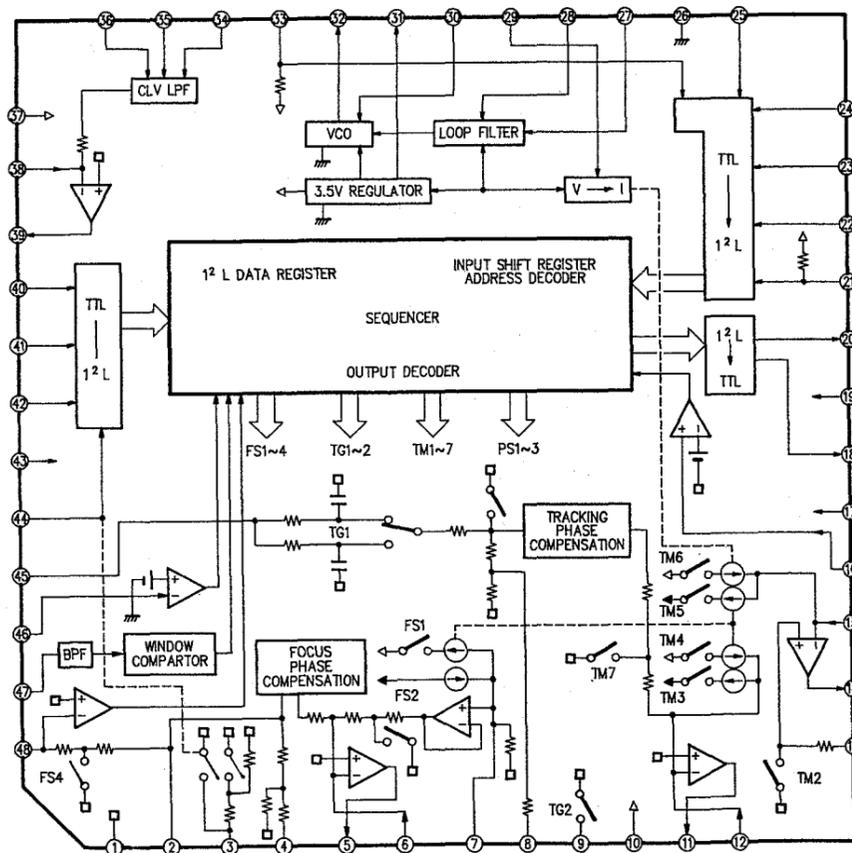 36 35 34 33 32 31 30 29 28 27 26 25
CLV LPF
37
24
VCO
LOOP FILTER
38
TTL
23
3.5V REGULATOR
V I
- +
1² L
22
39
1² L DATA REGISTER
INPUT SHIFT REGISTER
ADDRESS DECODER
21
40
TTL
SEQUENCER
1² L
20
41
1² L
OUTPUT DECODER
TTL
19
42
+ -
18
43
FS1~4 TG1~2 TM1~7 PS1~3
44
TG1
TRACKING
PHASE
COMPENSATION
45
TM6
+
-
TM5
46
FS1
BPF
WINDOW
COMPARTOR
FOCUS
PHASE
COMPENSATION
TM4
+ -
FS2
TM7
TM3
47
+
-
48
FS4
TM2
TG2
1 2 3 4 5 6 7 8 9 10 11 12